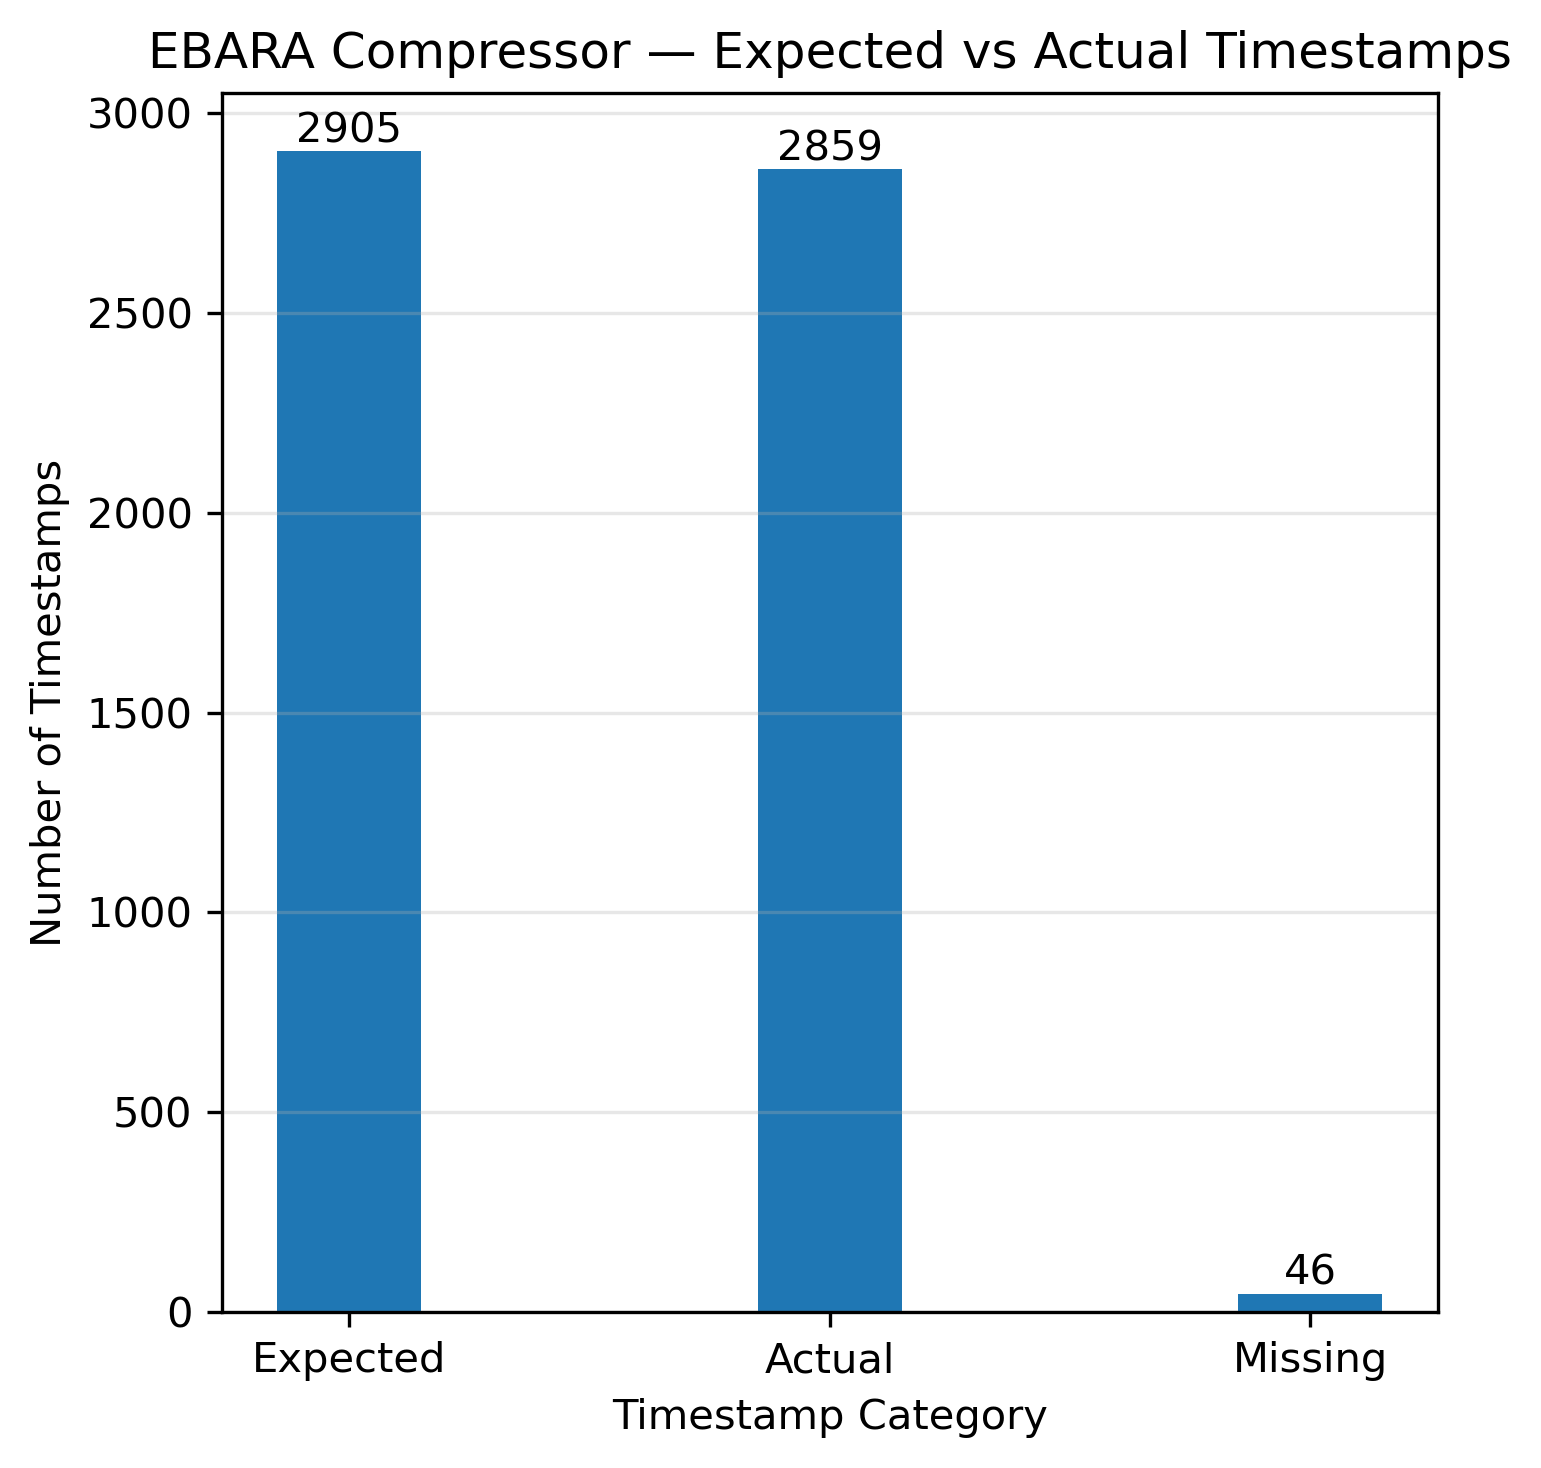 EBARA Compressor — Expected vs Actual Timestamps
3000
2905
2859
2500
2000
1500
1000
500
46
0
Number of Timestamps
Expected
Actual
Missing
Timestamp Category